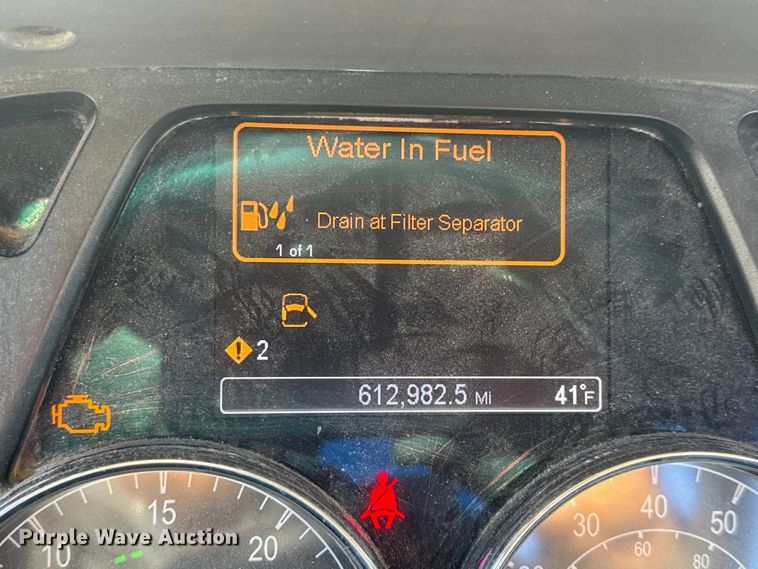 Water In Fuel
Drain at Filter Separator
1 of 1
2
612,982.5 Mi 41°F
10 15 20
30 40 50
60 80
Purple Wave Auction